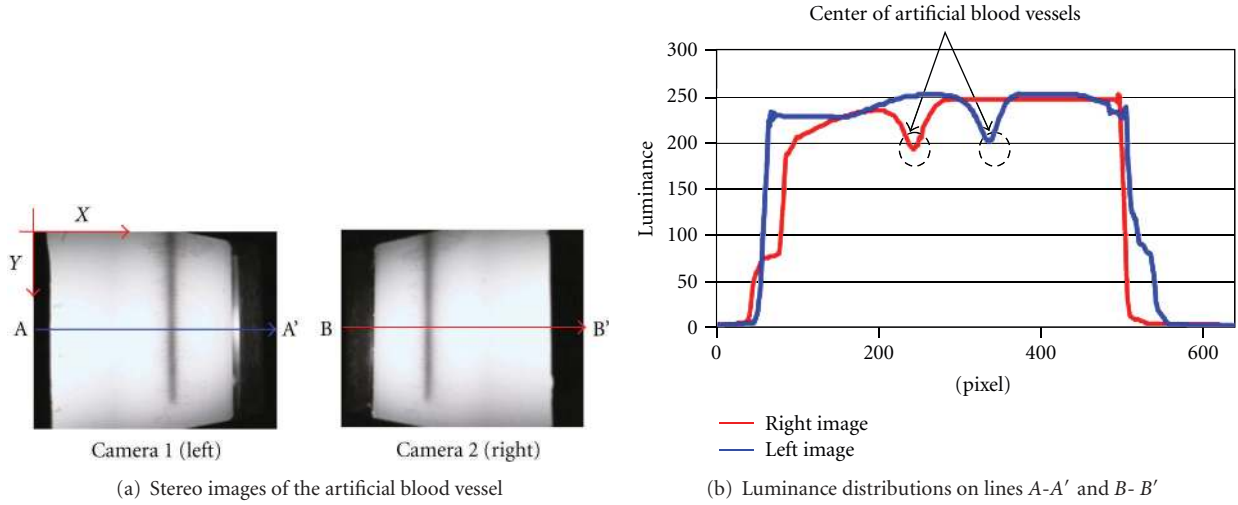 X
Y
A
A'
B
B'
Camera 1 (left)
Camera 2 (right)
(a) Stereo images of the artificial blood vessel
Center of artificial blood vessels
300
250
200
150
100
50
0
Luminance
0
200
400
600
(pixel)
Right image
Left image
(b) Luminance distributions on lines A-A′ and B- B′